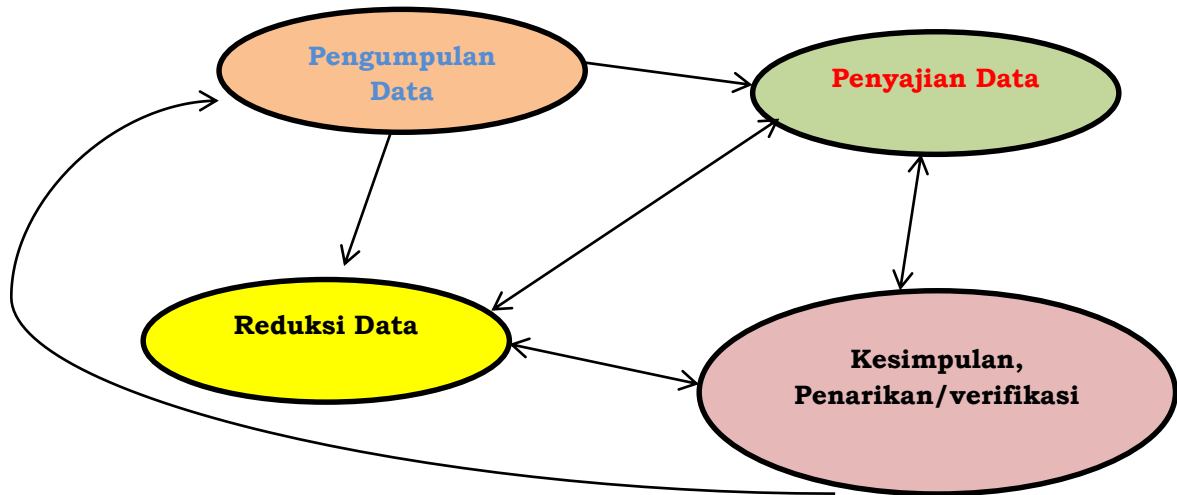 Pengumpulan
Data
Penyajian Data
Reduksi Data
Kesimpulan,
Penarikan/verifikasi